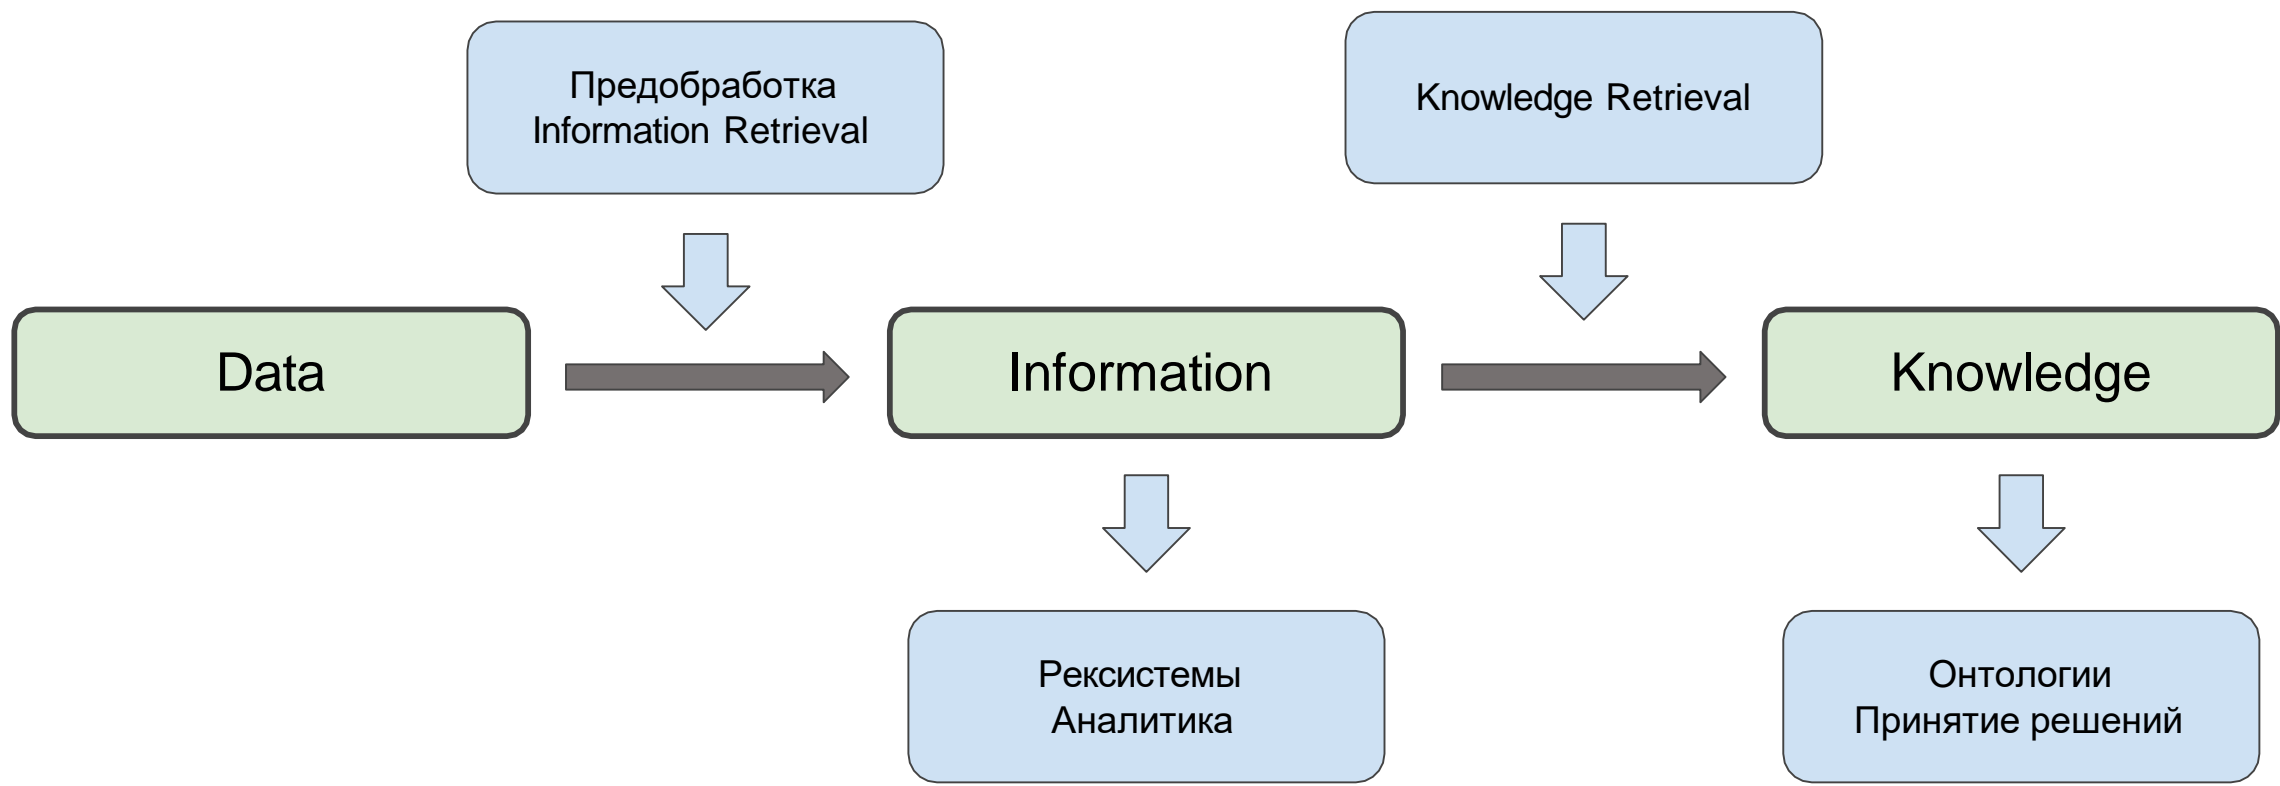 Предобработка
Information Retrieval
Knowledge Retrieval
Data
Information
Knowledge
Рексистемы
Аналитика
Онтологии
Принятие решений